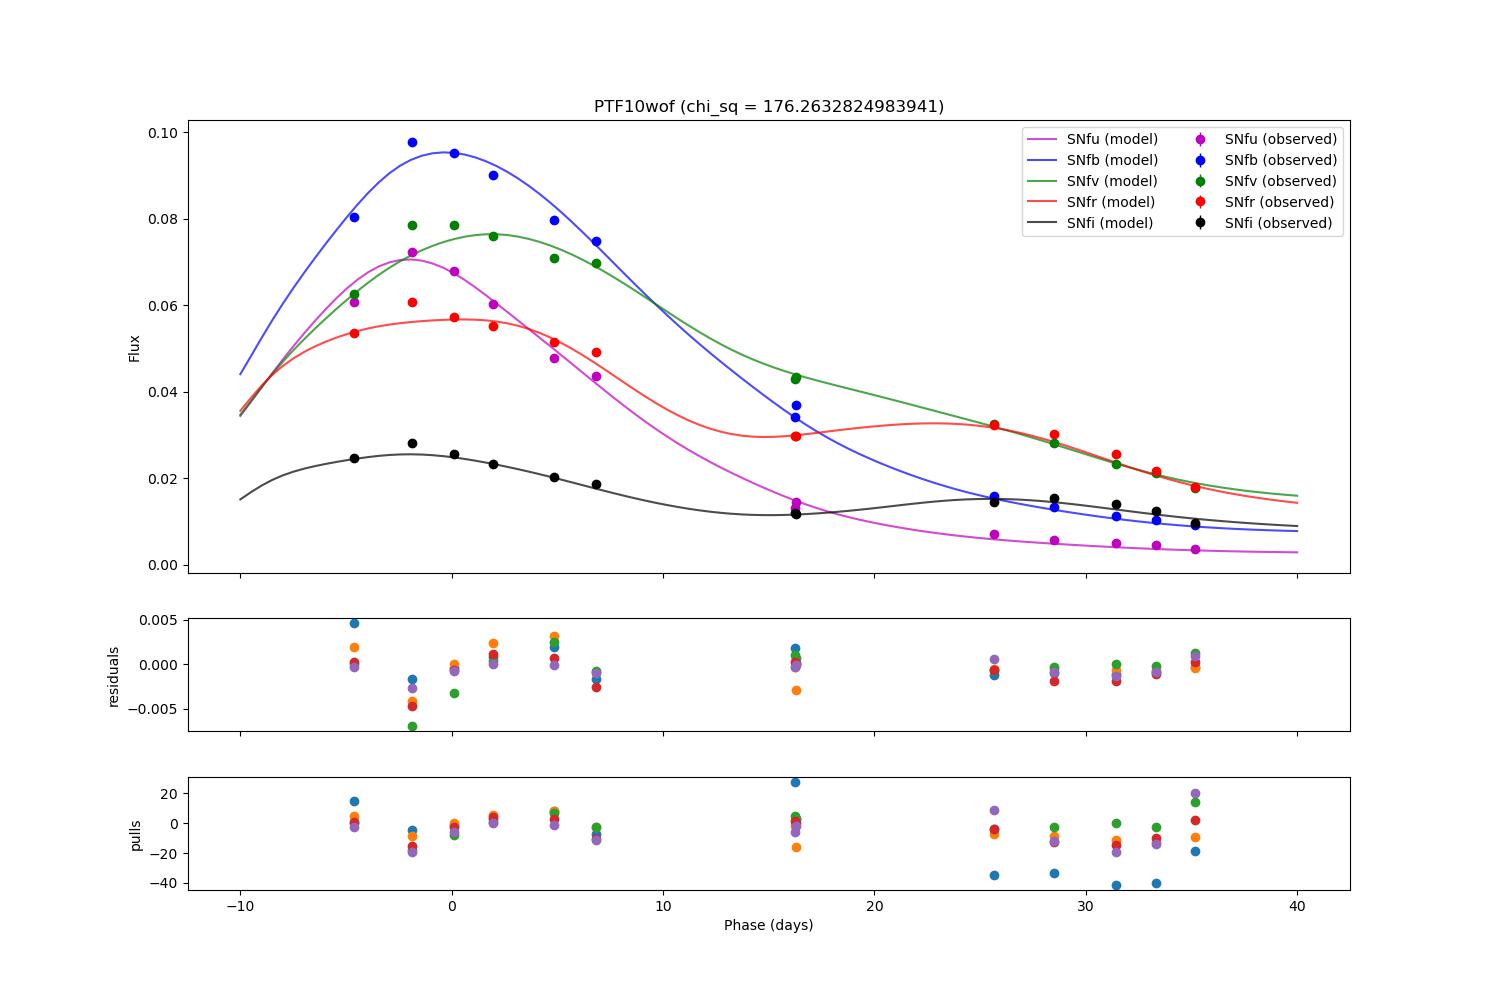 PTF10wof (chi_sq = 176.2632824983941)
0.10
0.08
0.06
0.04
0.02
0.00
Flux
SNfu (model)
SNfb (model)
SNfv (model)
SNfr (model)
SNfi (model)
SNfu (observed)
SNfb (observed)
SNfv (observed)
SNfr (observed)
SNfi (observed)
0.005
0.000
−0.005
residuals
20
0
−20
−40
pulls
−10 0 10 20 30 40
Phase (days)